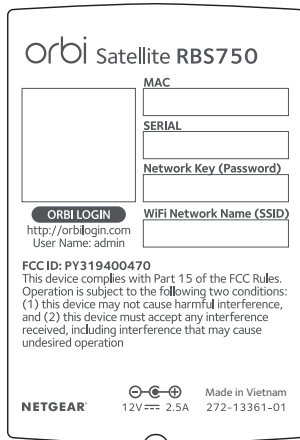 orbi Satellite RBS750
MAC
SERIAL
Network Key (Password)
ORBI LOGIN
http://orbilogin.com
User Name: admin
WiFi Network Name (SSID)
FCC ID: PY319400470
This device complies with Part 15 of the FCC Rules.
Operation is subject to the following two conditions:
(1) this device may not cause harmful interference,
and (2) this device must accept any interference
received, including interference that may cause
undesired operation
Made in Vietnam
NETGEAR 12V 2.5A 272-13361-01